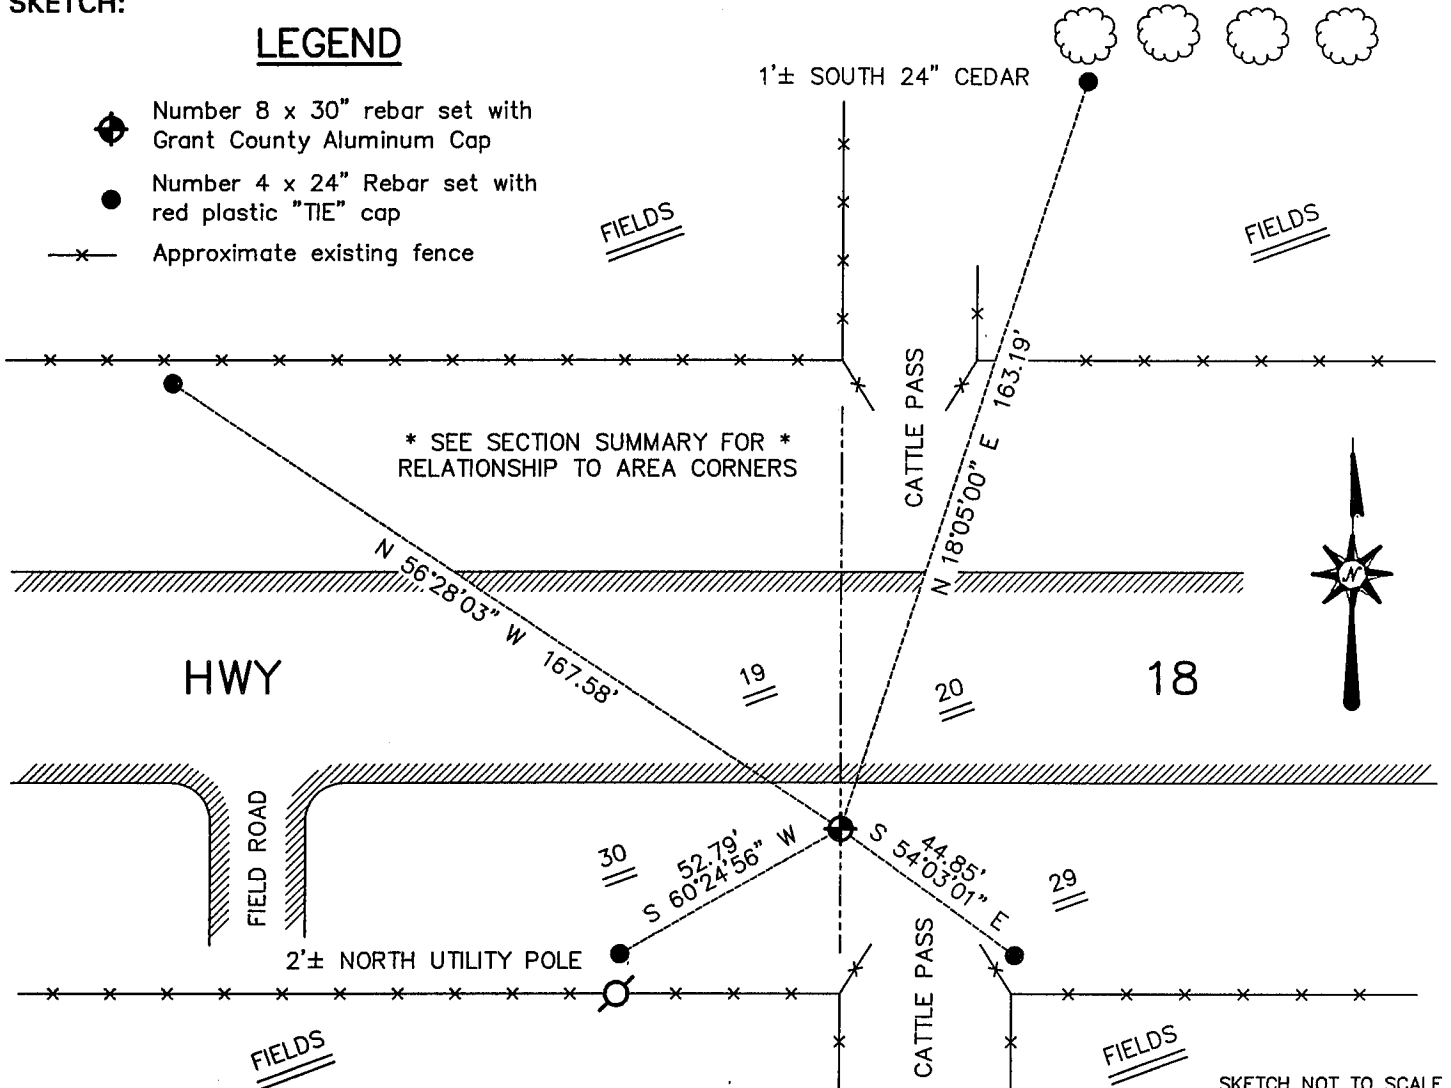 SKETCH:
LEGEND
Number 8 x 30" rebar set with
Grant County Aluminum Cap
Number 4 x 24" Rebar set with
red plastic "TIE" cap
Approximate existing fence
1'± SOUTH 24" CEDAR
FIELDS
FIELDS
CATTLE PASS
N 18°05'00" E 163.19'
* SEE SECTION SUMMARY FOR *
RELATIONSHIP TO AREA CORNERS
N 56°28'03" W 167.58'
N
HWY
19
20
18
FIELD ROAD
30
52.79'
S 60°24'56" W
44.85'
S 54°03'01" E
29
2'± NORTH UTILITY POLE
CATTLE PASS
FIELDS
FIELDS
SKETCH NOT TO SCALE